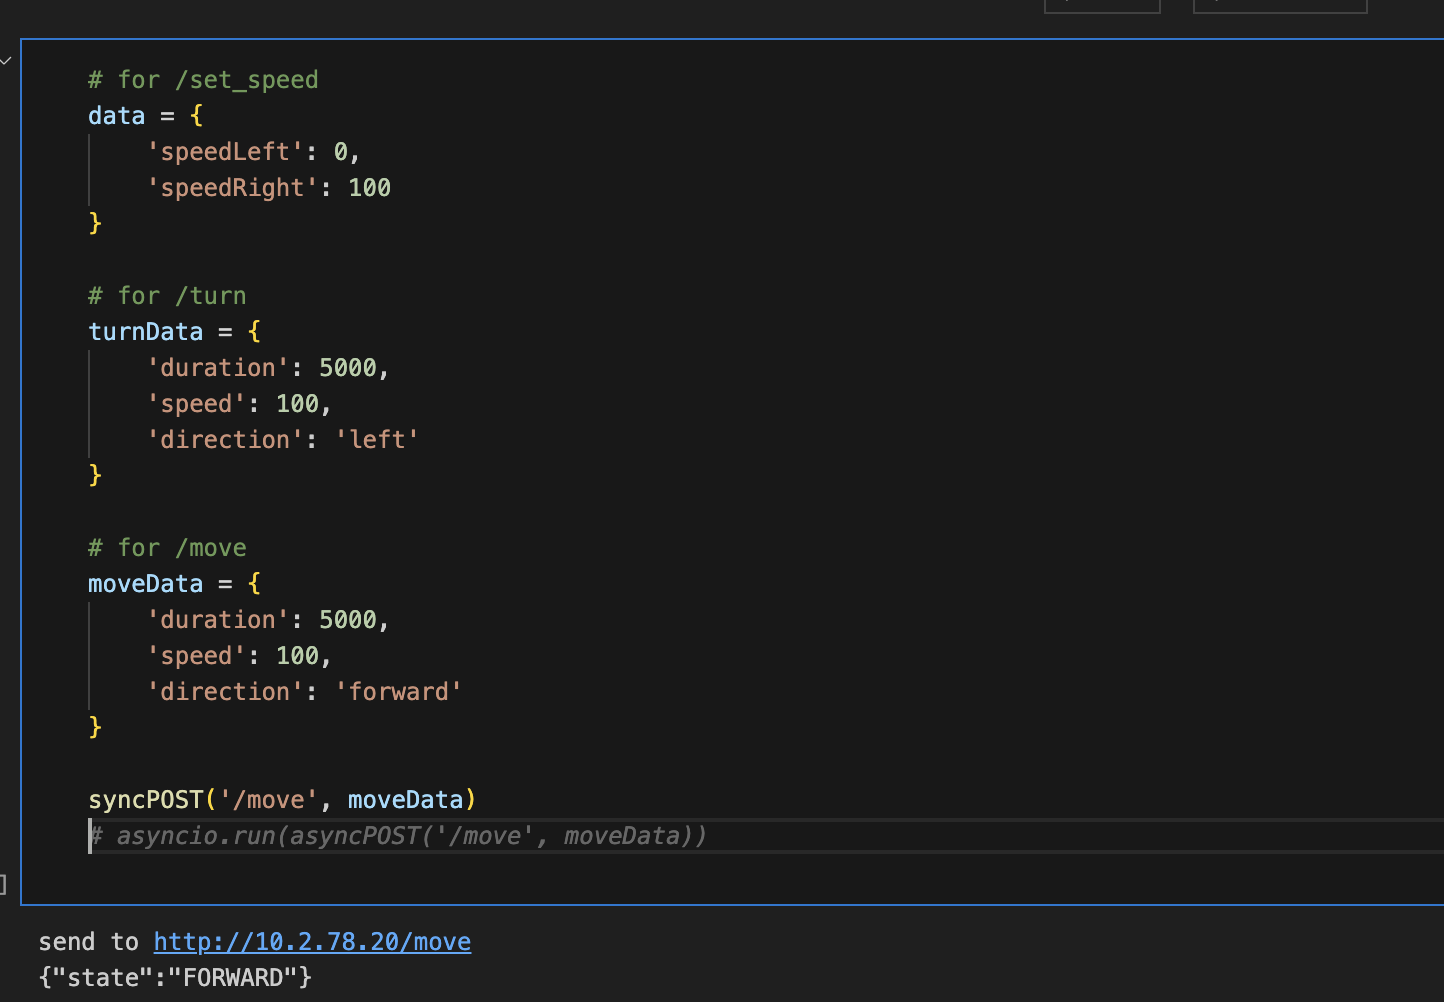 # for /set_speed
data = {
    'speedLeft': 0,
    'speedRight': 100
}
# for /turn
turnData = {
    'duration': 5000,
    'speed': 100,
    'direction': 'left'
}
# for /move
moveData = {
    'duration': 5000,
    'speed': 100,
    'direction': 'forward'
}
syncPOST('/move', moveData)
# asyncio.run(asyncPOST('/move', moveData))
send to http://10.2.78.20/move
{"state":"FORWARD"}